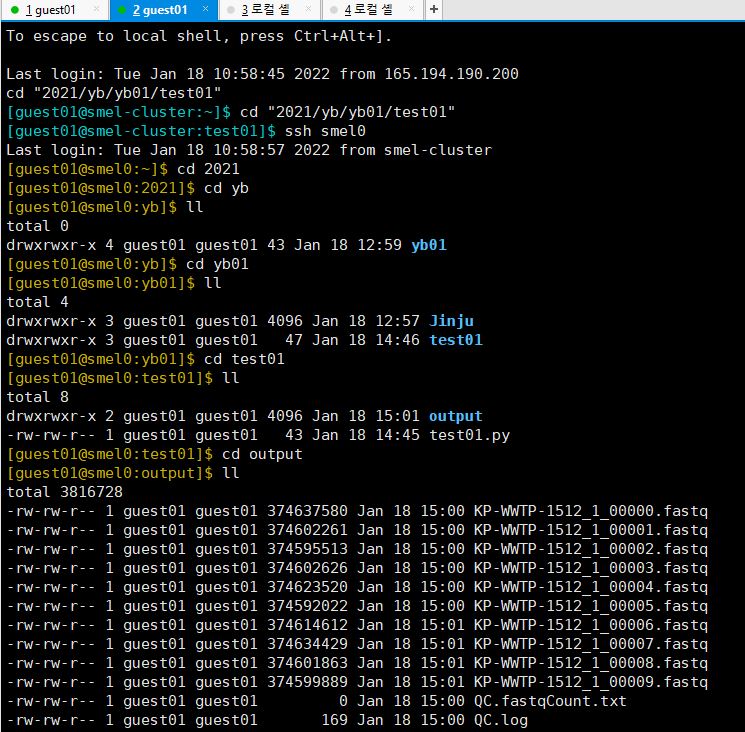 1 guest01 × 2 guest01 × 3 로컬 셸 × 4 로컬 셸 × +
To escape to local shell, press Ctrl+Alt+].
Last login: Tue Jan 18 10:58:45 2022 from 165.194.190.200
cd "2021/yb/yb01/test01"
[guest01@smel-cluster:~]$ cd "2021/yb/yb01/test01"
[guest01@smel-cluster:test01]$ ssh smel0
Last login: Tue Jan 18 10:58:57 2022 from smel-cluster
[guest01@smel0:~]$ cd 2021
[guest01@smel0:2021]$ cd yb
[guest01@smel0:yb]$ ll
total 0
drwxrwxr-x 4 guest01 guest01 43 Jan 18 12:59 yb01
[guest01@smel0:yb]$ cd yb01
[guest01@smel0:yb01]$ ll
total 4
drwxrwxr-x 3 guest01 guest01 4096 Jan 18 12:57 Jinju
drwxrwxr-x 3 guest01 guest01   47 Jan 18 14:46 test01
[guest01@smel0:yb01]$ cd test01
[guest01@smel0:test01]$ ll
total 8
drwxrwxr-x 2 guest01 guest01 4096 Jan 18 15:01 output
-rw-rw-r-- 1 guest01 guest01   43 Jan 18 14:45 test01.py
[guest01@smel0:test01]$ cd output
[guest01@smel0:output]$ ll
total 3816728
-rw-rw-r-- 1 guest01 guest01 374637580 Jan 18 15:00 KP-WWTP-1512_1_00000.fastq
-rw-rw-r-- 1 guest01 guest01 374602261 Jan 18 15:00 KP-WWTP-1512_1_00001.fastq
-rw-rw-r-- 1 guest01 guest01 374595513 Jan 18 15:00 KP-WWTP-1512_1_00002.fastq
-rw-rw-r-- 1 guest01 guest01 374602626 Jan 18 15:00 KP-WWTP-1512_1_00003.fastq
-rw-rw-r-- 1 guest01 guest01 374623520 Jan 18 15:00 KP-WWTP-1512_1_00004.fastq
-rw-rw-r-- 1 guest01 guest01 374592022 Jan 18 15:00 KP-WWTP-1512_1_00005.fastq
-rw-rw-r-- 1 guest01 guest01 374614612 Jan 18 15:01 KP-WWTP-1512_1_00006.fastq
-rw-rw-r-- 1 guest01 guest01 374634429 Jan 18 15:01 KP-WWTP-1512_1_00007.fastq
-rw-rw-r-- 1 guest01 guest01 374601863 Jan 18 15:01 KP-WWTP-1512_1_00008.fastq
-rw-rw-r-- 1 guest01 guest01 374599889 Jan 18 15:01 KP-WWTP-1512_1_00009.fastq
-rw-rw-r-- 1 guest01 guest01         0 Jan 18 15:00 QC.fastqCount.txt
-rw-rw-r-- 1 guest01 guest01       169 Jan 18 15:00 QC.log